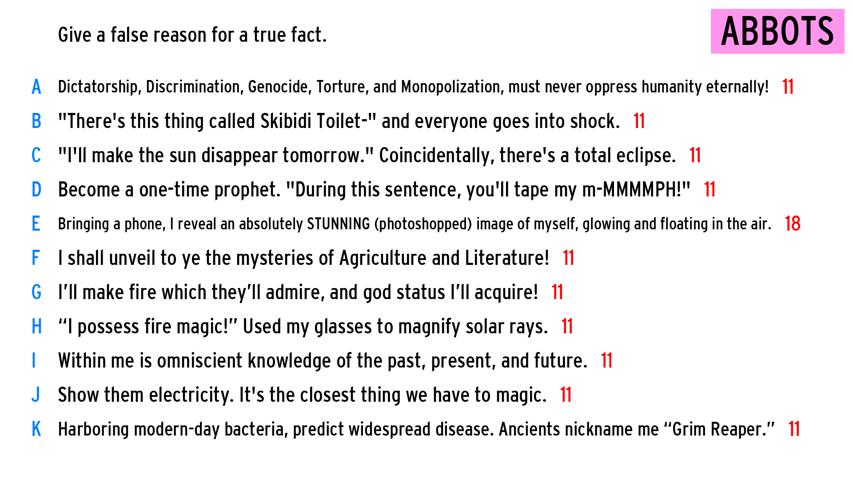 Give a false reason for a true fact.
ABBOTS
A Dictatorship, Discrimination, Genocide, Torture, and Monopolization, must never oppress humanity eternally! 11
B "There's this thing called Skibidi Toilet-" and everyone goes into shock. 11
C "I'll make the sun disappear tomorrow." Coincidentally, there's a total eclipse. 11
D Become a one-time prophet. "During this sentence, you'll tape my m-MMMMPH!" 11
E Bringing a phone, I reveal an absolutely STUNNING (photoshopped) image of myself, glowing and floating in the air. 18
F I shall unveil to ye the mysteries of Agriculture and Literature! 11
G I’ll make fire which they’ll admire, and god status I’ll acquire! 11
H “I possess fire magic!” Used my glasses to magnify solar rays. 11
I Within me is omniscient knowledge of the past, present, and future. 11
J Show them electricity. It's the closest thing we have to magic. 11
K Harboring modern-day bacteria, predict widespread disease. Ancients nickname me “Grim Reaper.” 11